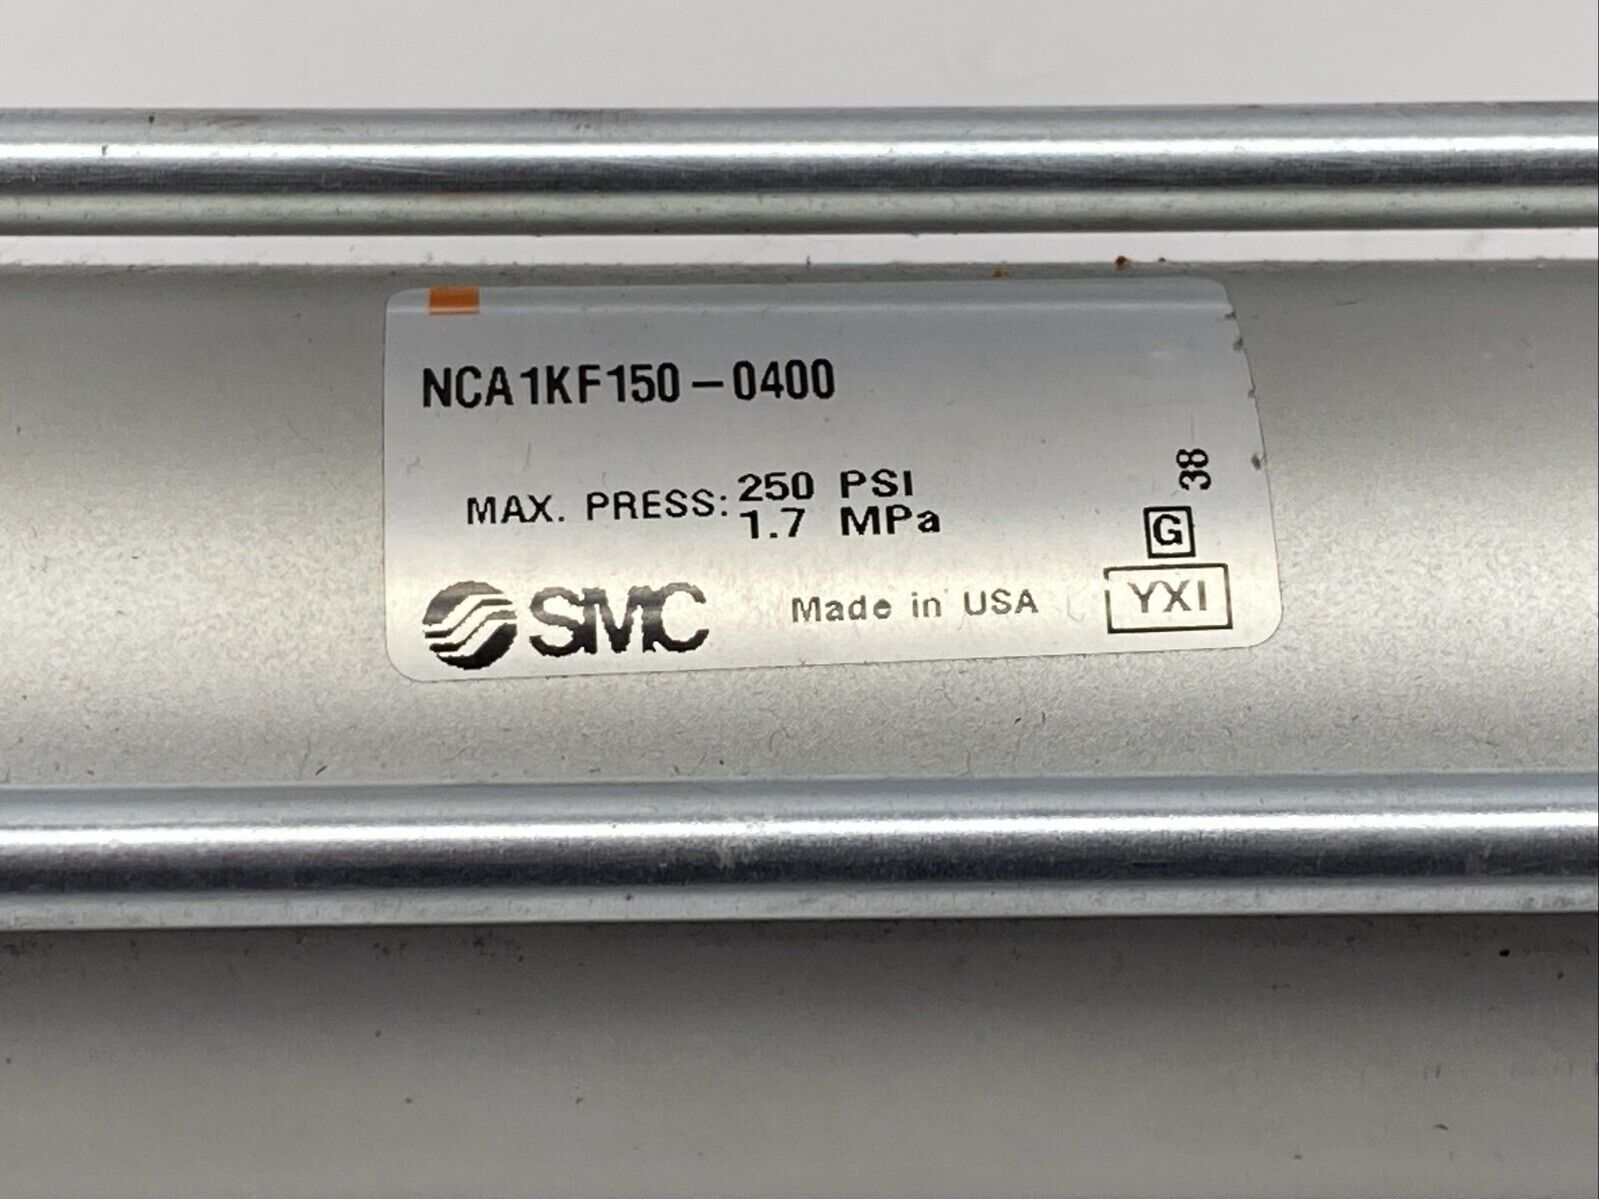 NCA1KF150-0400
MAX. PRESS: 250 PSI
1.7 MPa
38
G
SMC
Made in USA
YXI